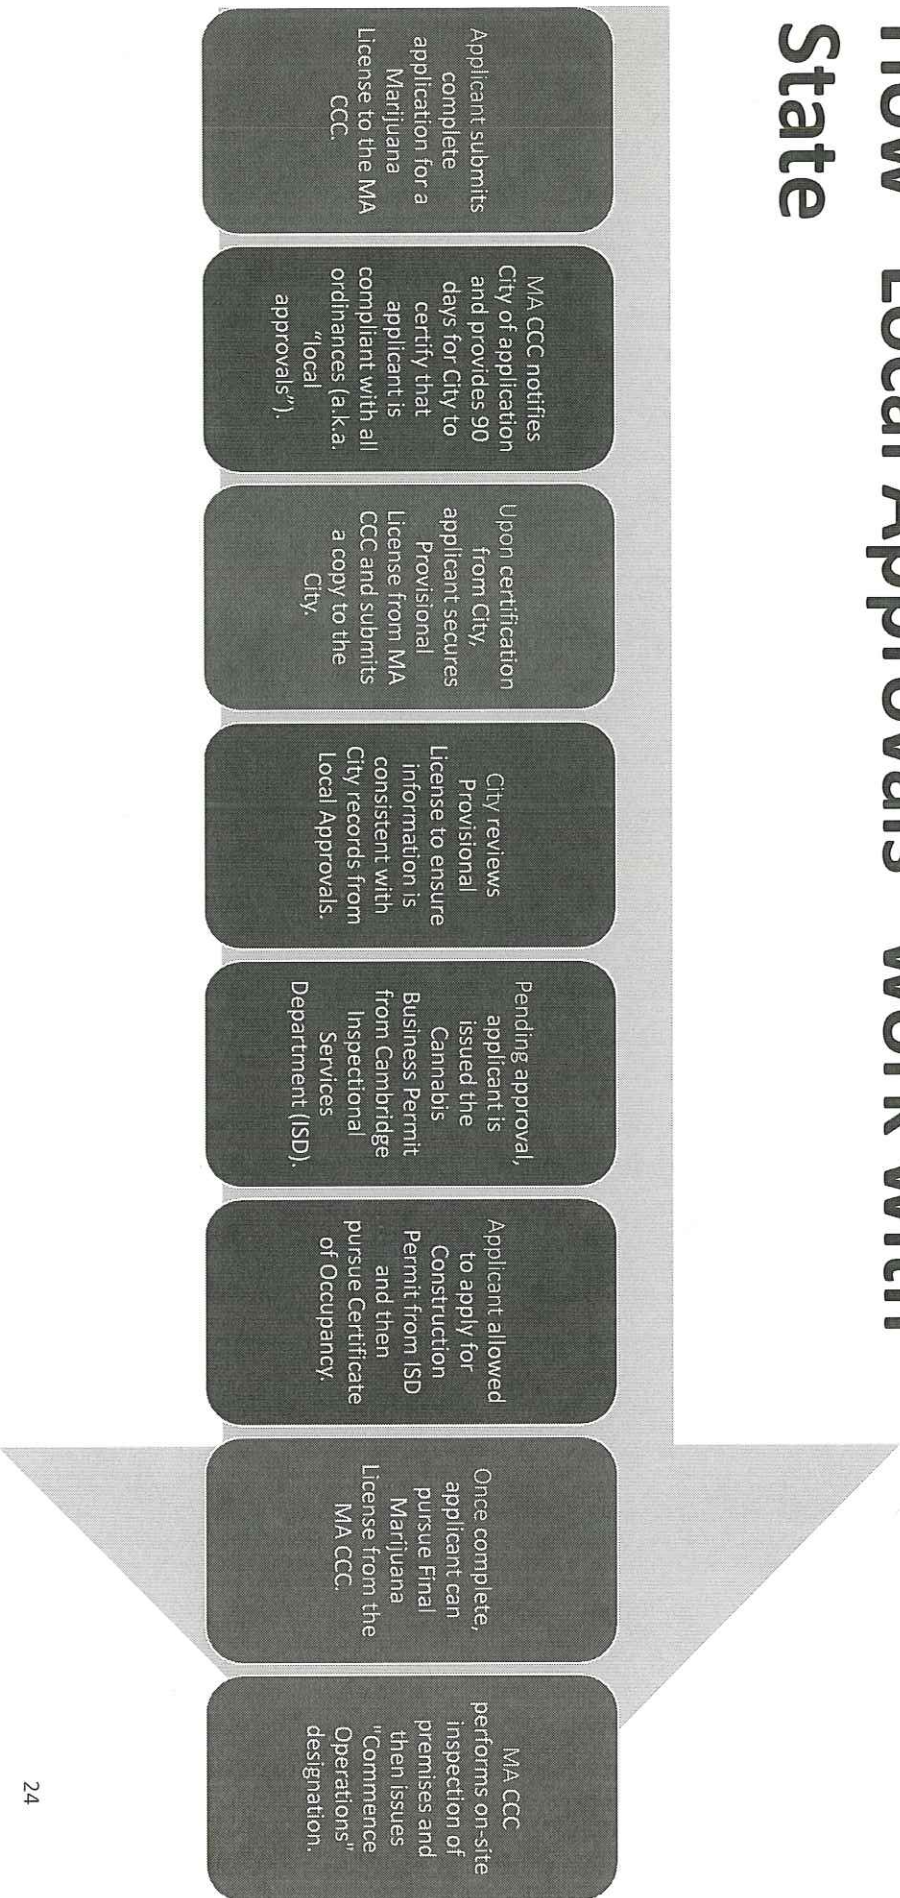 How "Local Approvals" Work with
State
Applicant submits
complete
application for a
Marijuana
License to the MA
CCC.
MA CCC notifies
City of application
and provides 90
days for City to
certify that
applicant is
compliant with all
ordinances (a.k.a.
"local
approvals").
Upon certification
from City,
applicant secures
Provisional
License from MA
CCC and submits
a copy to the
City.
City reviews
Provisional
License to ensure
information is
consistent with
City records from
Local Approvals.
Pending approval,
applicant is
issued the
Cannabis
Business Permit
from Cambridge
Inspectional
Services
Department (ISD).
Applicant allowed
to apply for
Construction
Permit from ISD
and then
pursue Certificate
of Occupancy.
Once complete,
applicant can
pursue Final
Marijuana
License from the
MA CCC.
MA CCC
performs on-site
inspection of
premises and
then issues
"Commence
Operations"
designation.
24